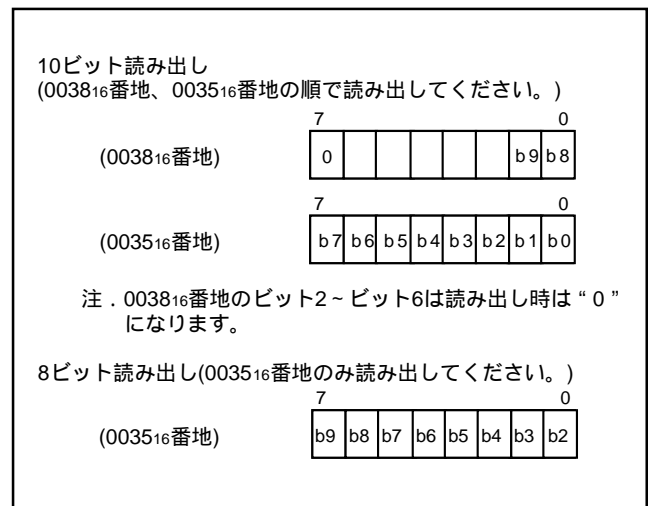 10ビット読み出し
(003816番地、003516番地の順で読み出してください。)
7 0
(003816番地) 0 b9 b8
7 0
(003516番地) b7 b6 b5 b4 b3 b2 b1 b0
注．003816番地のビット2~ビット6は読み出し時は“0”
になります。
8ビット読み出し(003516番地のみ読み出してください。)
7 0
(003516番地) b9 b8 b7 b6 b5 b4 b3 b2